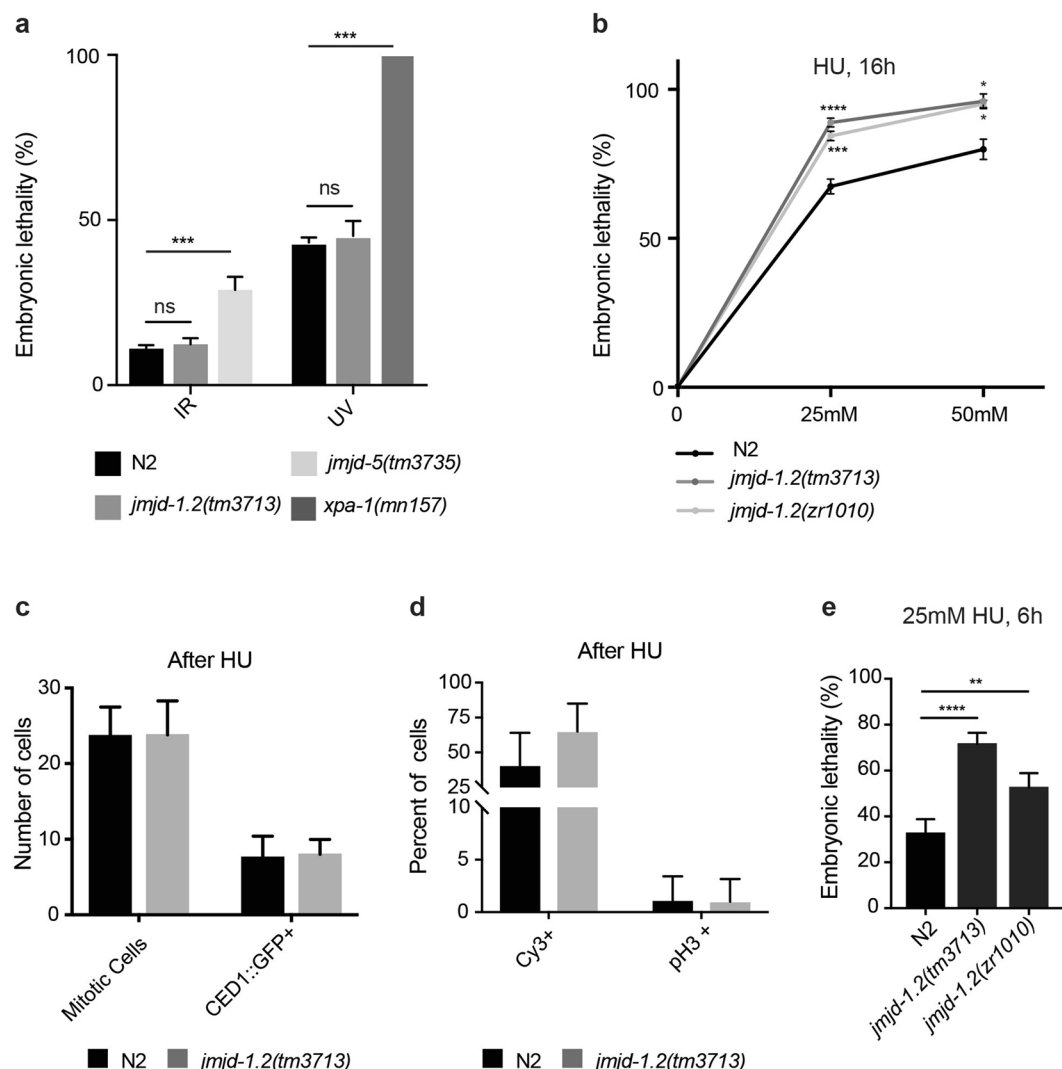 a
Embryonic lethality (%)
100
50
0
***
ns
***
ns
IR
UV
N2
jmjd-1.2(tm3713)
jmjd-5(tm3735)
xpa-1(mn157)
b
HU, 16h
Embryonic lethality (%)
100
50
0
****
***
*
*
0
25mM
50mM
N2
jmjd-1.2(tm3713)
jmjd-1.2(zr1010)
c
After HU
Number of cells
30
20
10
0
Mitotic Cells
CED1::GFP+
N2
jmjd-1.2(tm3713)
d
After HU
Percent of cells
100
75
50
25
10
5
0
Cy3+
pH3 +
N2
jmjd-1.2(tm3713)
e
25mM HU, 6h
Embryonic lethality (%)
100
80
60
40
20
0
**
****
N2
jmjd-1.2(tm3713)
jmjd-1.2(zr1010)